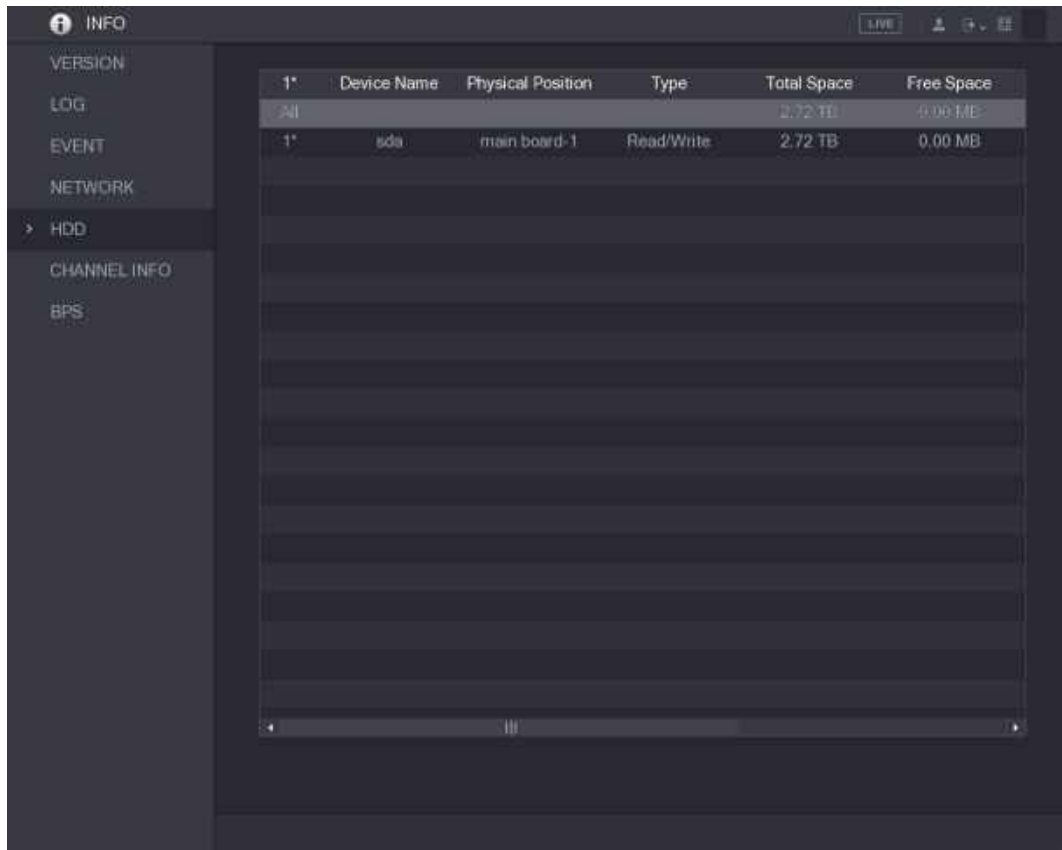 INFO
LIVE
VERSION
LOG
EVENT
NETWORK
HDD
CHANNEL INFO
BPS
1* Device Name Physical Position Type Total Space Free Space
All 2.72 TB 0.00 MB
1* sda main board-1 Read/Write 2.72 TB 0.00 MB